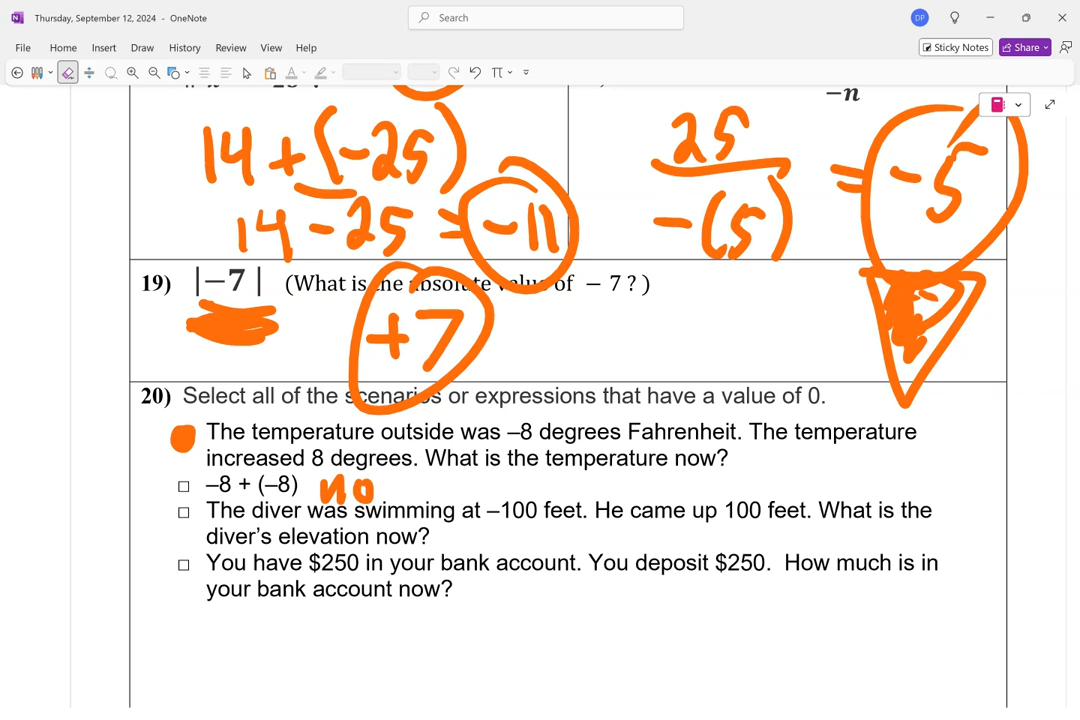 Thursday, September 12, 2024 - OneNote
Search
DP
File Home Insert Draw History Review View Help
Sticky Notes
Share
14 + (-25)
14 - 25 = -11
−n
25
-(5)
= -5
19) |−7 | (What is the absolute value of − 7 ? )
+7
20) Select all of the scenarios or expressions that have a value of 0.
The temperature outside was –8 degrees Fahrenheit. The temperature
increased 8 degrees. What is the temperature now?
□ –8 + (–8) no
□ The diver was swimming at –100 feet. He came up 100 feet. What is the
diver’s elevation now?
□ You have $250 in your bank account. You deposit $250. How much is in
your bank account now?